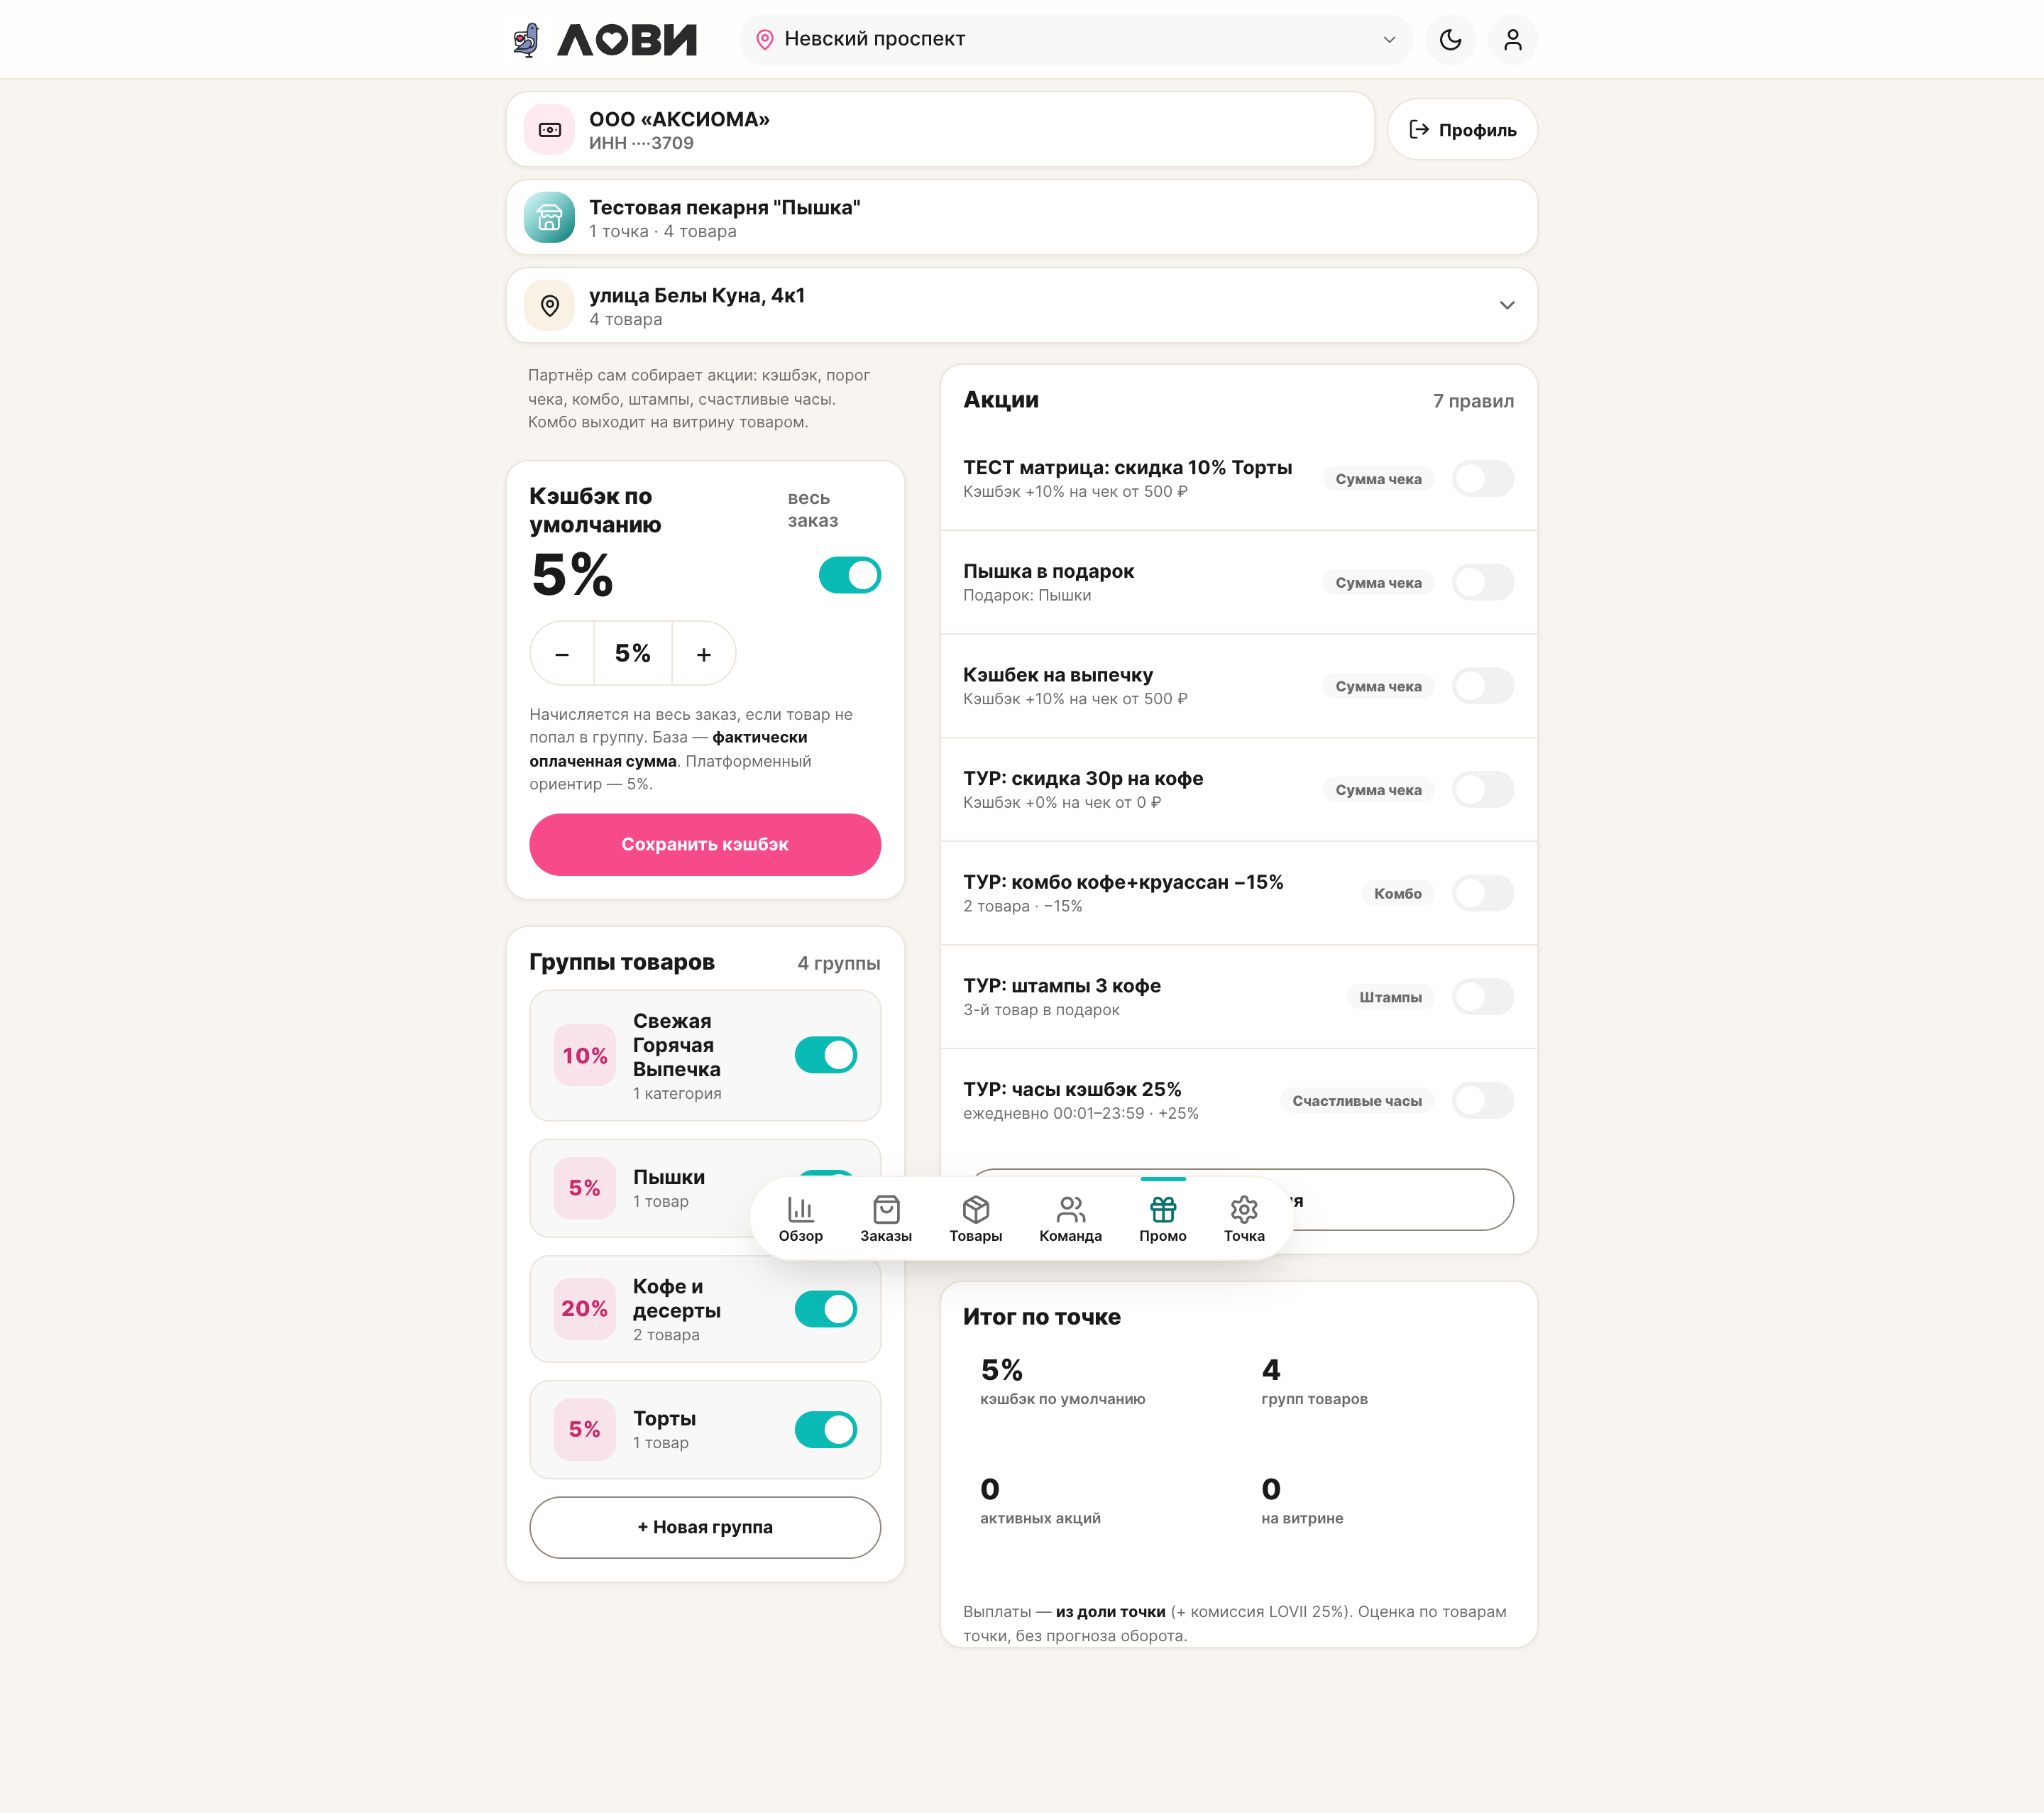 ЛОВИ
Невский проспект
ООО «АКСИОМА»
ИНН ····3709
Профиль
Тестовая пекарня "Пышка"
1 точка · 4 товара
улица Белы Куна, 4к1
4 товара
Партнёр сам собирает акции: кэшбэк, порог
чека, комбо, штампы, счастливые часы.
Комбо выходит на витрину товаром.
Кэшбэк по
умолчанию
весь
заказ
5%
− 5% +
Начисляется на весь заказ, если товар не
попал в группу. База — фактически
оплаченная сумма. Платформенный
ориентир — 5%.
Сохранить кэшбэк
Группы товаров
4 группы
10%
Свежая
Горячая
Выпечка
1 категория
5%
Пышки
1 товар
20%
Кофе и
десерты
2 товара
5%
Торты
1 товар
+ Новая группа
Акции
7 правил
ТЕСТ матрица: скидка 10% Торты
Кэшбэк +10% на чек от 500 ₽
Сумма чека
Пышка в подарок
Подарок: Пышки
Сумма чека
Кэшбек на выпечку
Кэшбэк +10% на чек от 500 ₽
Сумма чека
ТУР: скидка 30р на кофе
Кэшбэк +0% на чек от 0 ₽
Сумма чека
ТУР: комбо кофе+круассан −15%
2 товара · −15%
Комбо
ТУР: штампы 3 кофе
3-й товар в подарок
Штампы
ТУР: часы кэшбэк 25%
ежедневно 00:01–23:59 · +25%
Счастливые часы
Обзор
Заказы
Товары
Команда
Промо
Точка
Итог по точке
5%
кэшбэк по умолчанию
4
групп товаров
0
активных акций
0
на витрине
Выплаты — из доли точки (+ комиссия LOVII 25%). Оценка по товарам
точки, без прогноза оборота.